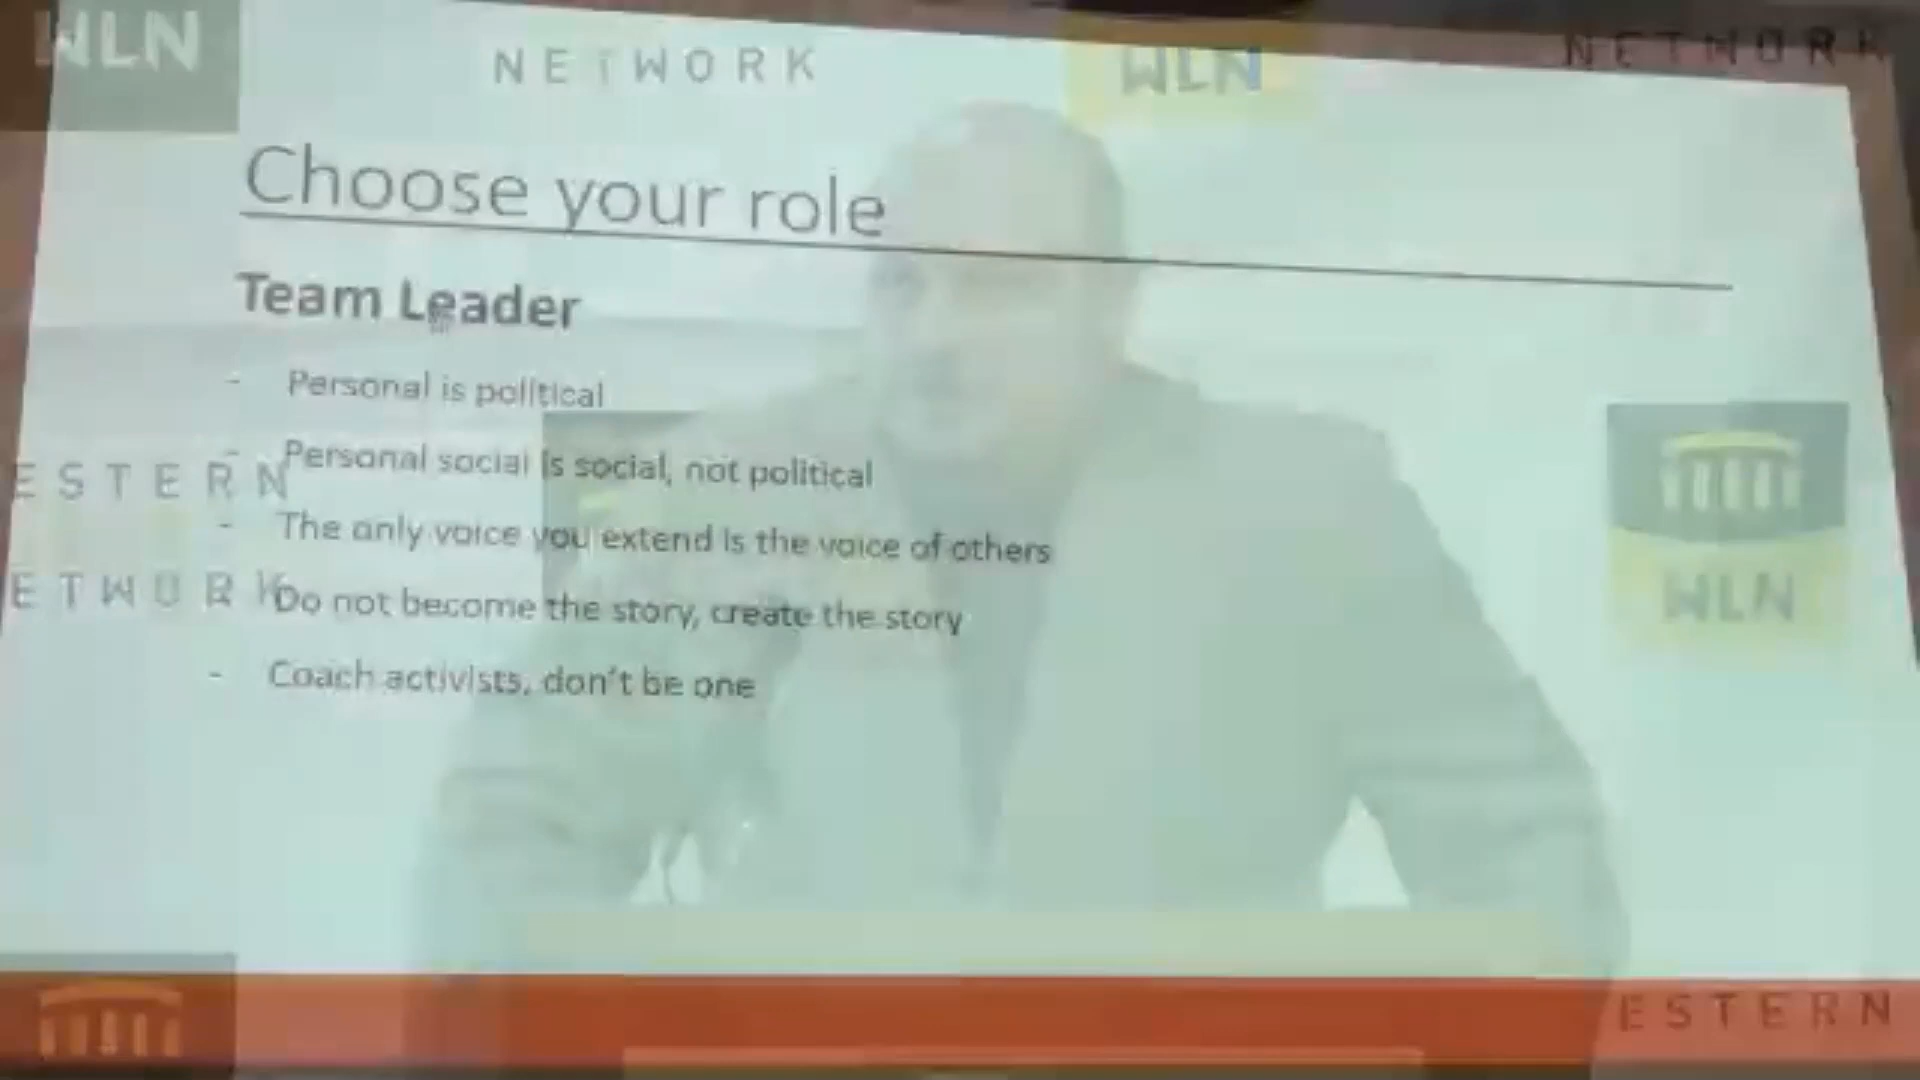 WLN
NETWORK
WLN
NETWORK
Choose your role
Team Leader
- Personal is political
- Personal social is social, not political
ESTERN
- The only voice you extend is the voice of others
ETWORK
Do not become the story, create the story
WLN
- Coach activists, don't be one
ESTERN